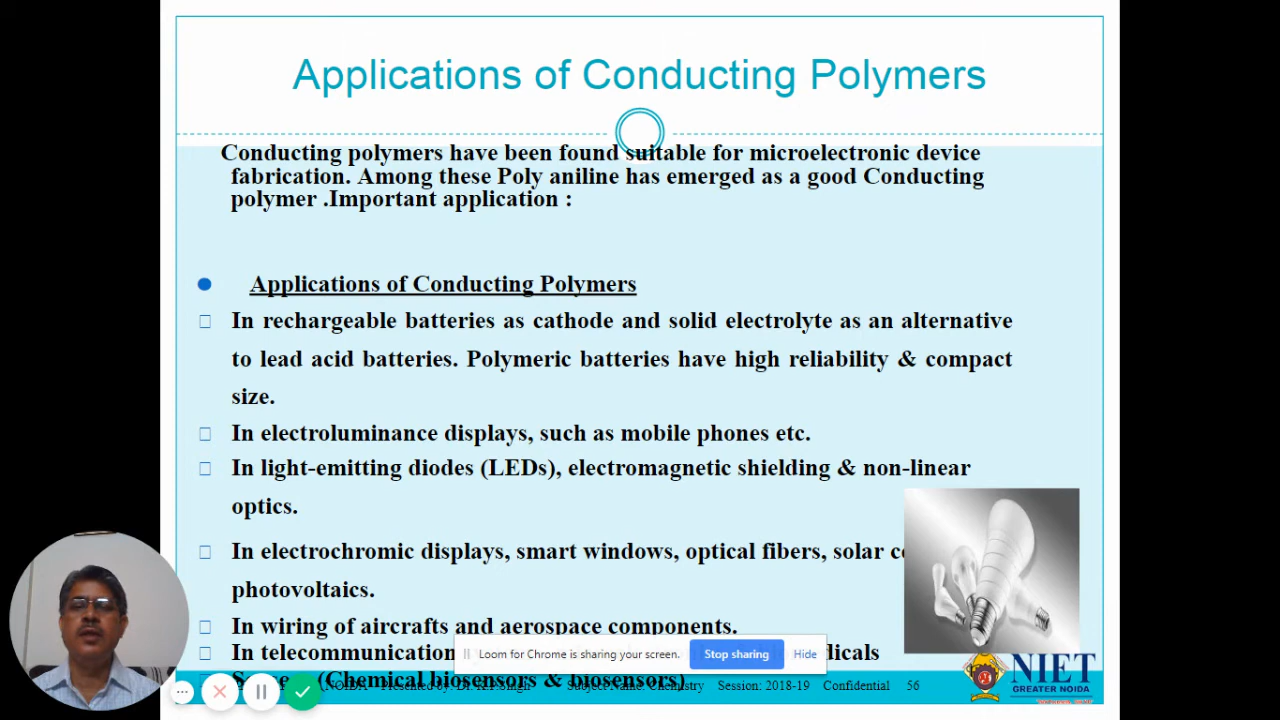 Applications of Conducting Polymers
Conducting polymers have been found suitable for microelectronic device
fabrication. Among these Poly aniline has emerged as a good Conducting
polymer .Important application :
Applications of Conducting Polymers
In rechargeable batteries as cathode and solid electrolyte as an alternative
to lead acid batteries. Polymeric batteries have high reliability & compact
size.
In electroluminance displays, such as mobile phones etc.
In light-emitting diodes (LEDs), electromagnetic shielding & non-linear
optics.
In electrochromic displays, smart windows, optical fibers, solar
photovoltaics.
In wiring of aircrafts and aerospace components.
In telecommunication
Loom for Chrome is sharing your screen. Stop sharing Hide
(Chemical biosensors & biosensors)
Presented by: Subject Name: Chemistry Session: 2018-19 Confidential 56
NIET
GREATER NOIDA